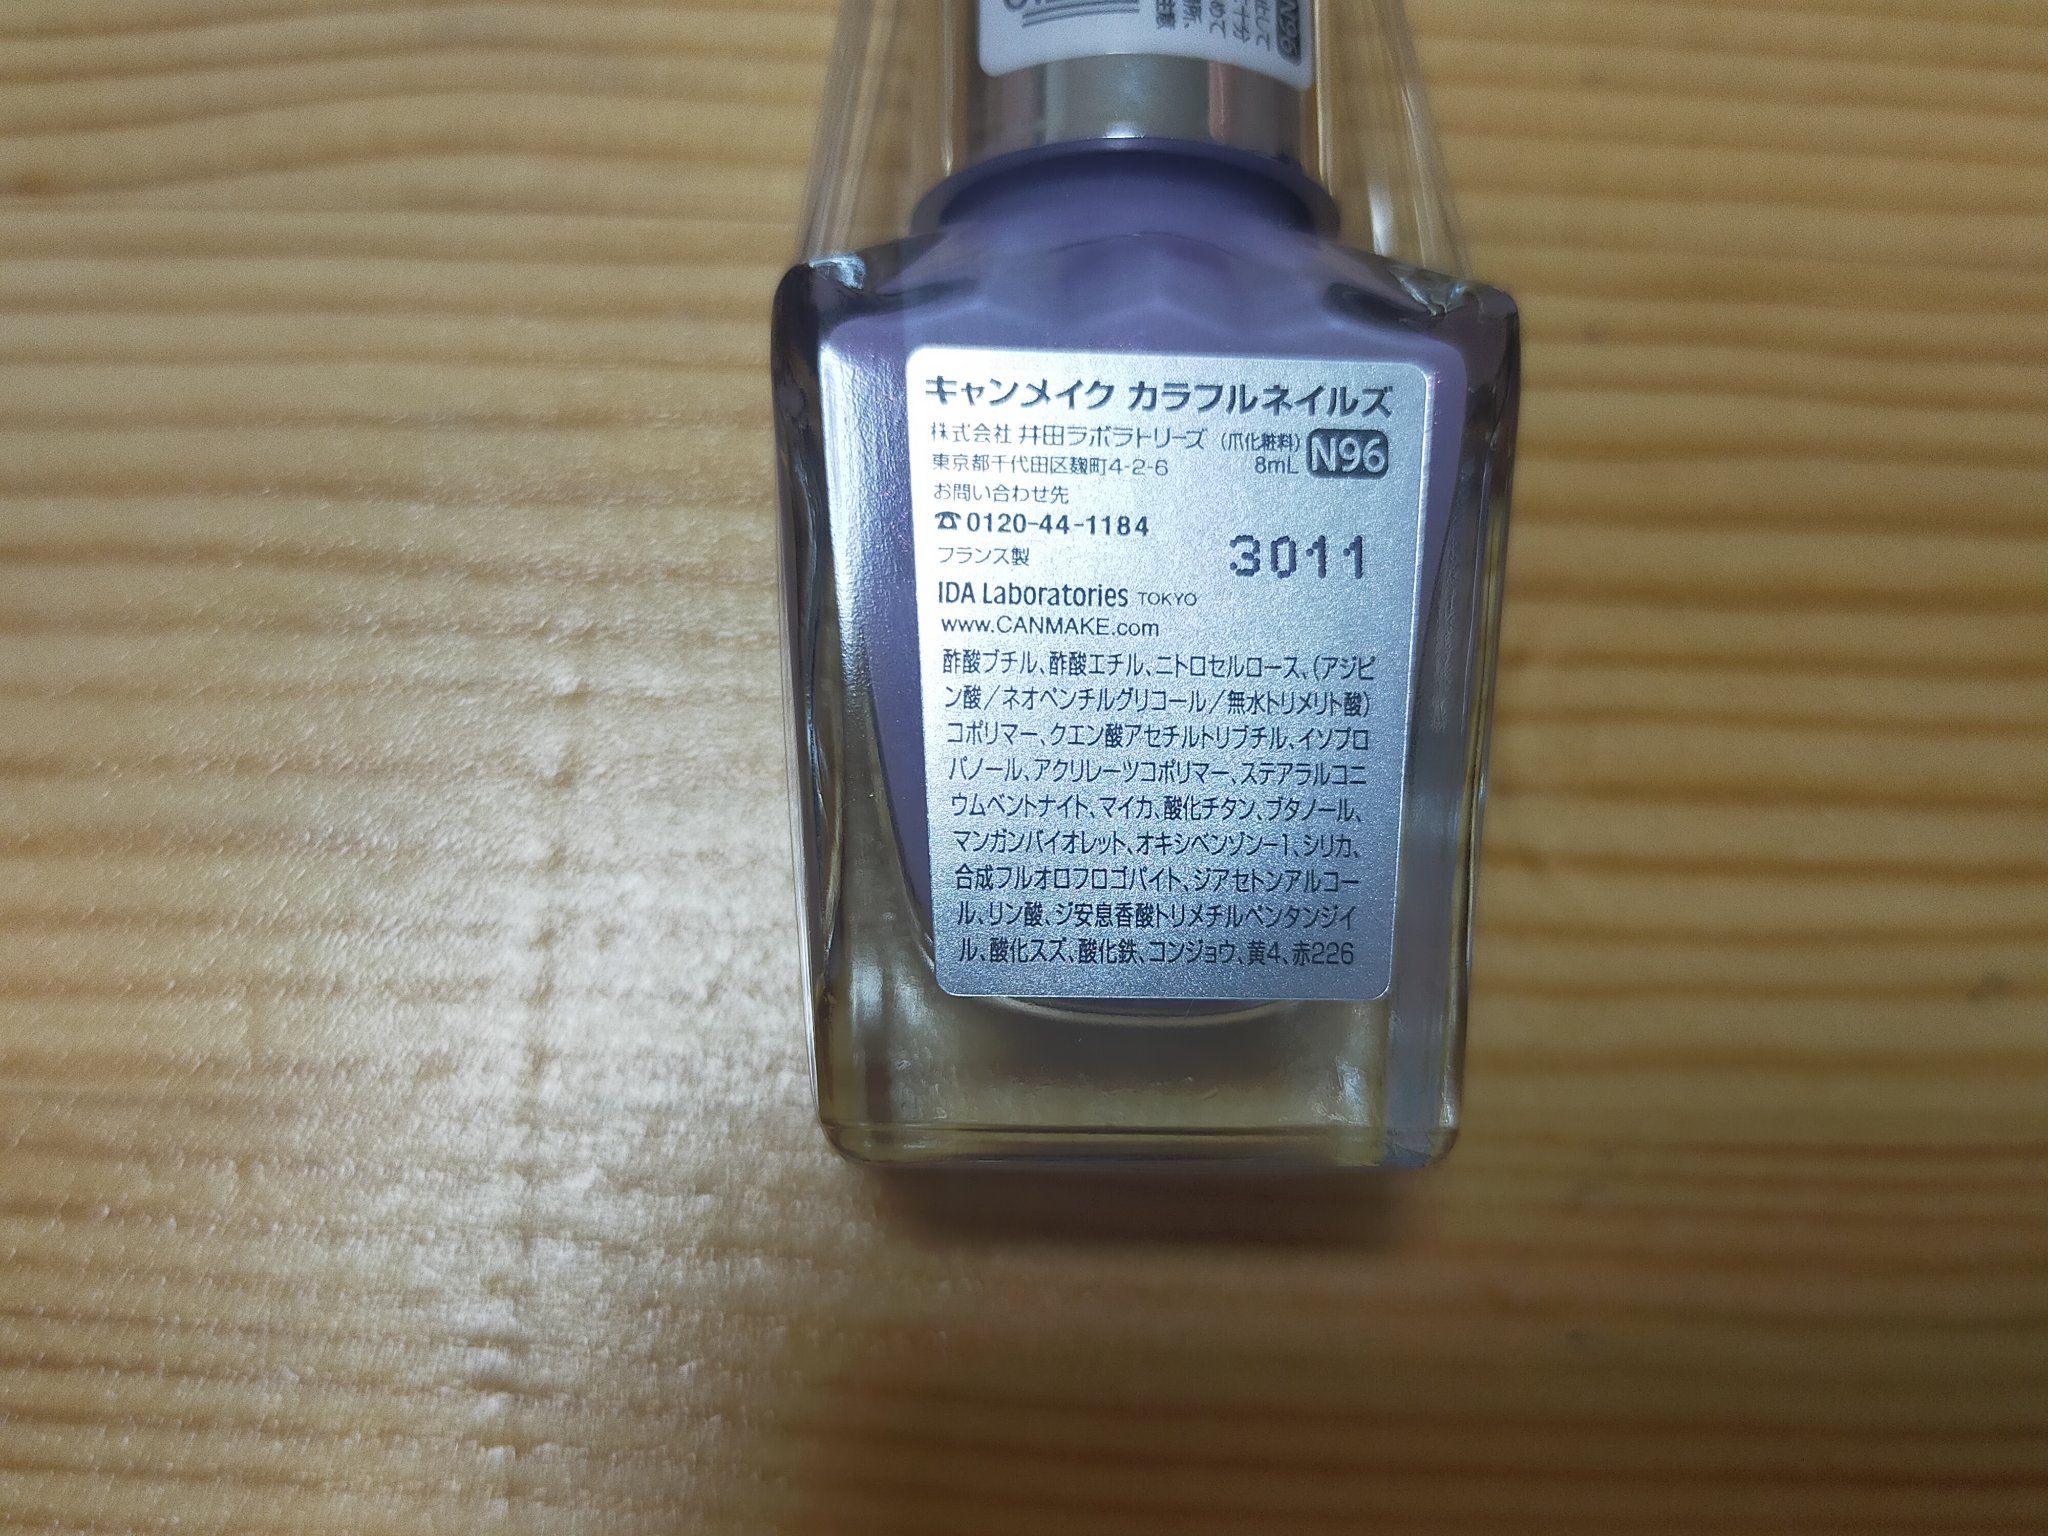 N96
キャンメイク カラフルネイルズ
株式会社 井田ラボラトリーズ (爪化粧料) N96
東京都千代田区麹町4-2-6 8mL
お問い合わせ先
☎0120-44-1184
フランス製 3011
IDA Laboratories TOKYO
www.CANMAKE.com
酢酸ブチル、酢酸エチル、ニトロセルロース、(アジピ
ン酸/ネオペンチルグリコール/無水トリメリト酸)
コポリマー、クエン酸アセチルトリブチル、イソプロ
パノール、アクリレーツコポリマー、ステアラルコニ
ウムベントナイト、マイカ、酸化チタン、ブタノール、
マンガンバイオレット、オキシベンゾン-1、シリカ、
合成フルオロフロゴパイト、ジアセトンアルコー
ル、リン酸、ジ安息香酸トリメチルペンタンジイ
ル、酸化スズ、酸化鉄、コンジョウ、黄4、赤226